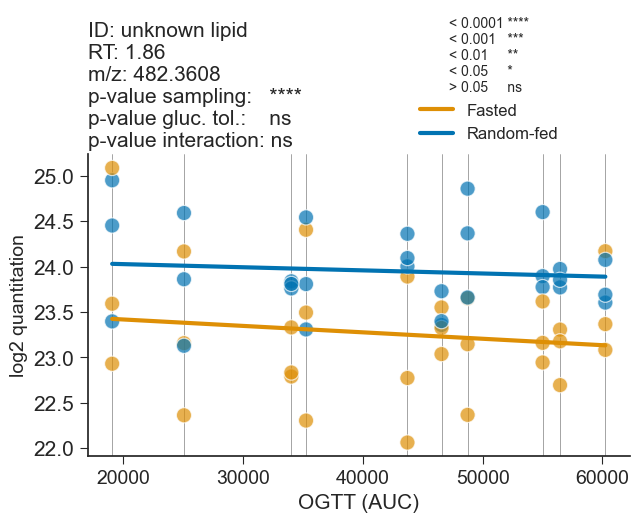 ID: unknown lipid
RT: 1.86
m/z: 482.3608
p-value sampling: ****
p-value gluc. tol.: ns
p-value interaction: ns
< 0.0001 ****
< 0.001 ***
< 0.01 **
< 0.05 *
> 0.05 ns
Fasted
Random-fed
25.0
24.5
24.0
23.5
23.0
22.5
22.0
log2 quantitation
20000 30000 40000 50000 60000
OGTT (AUC)